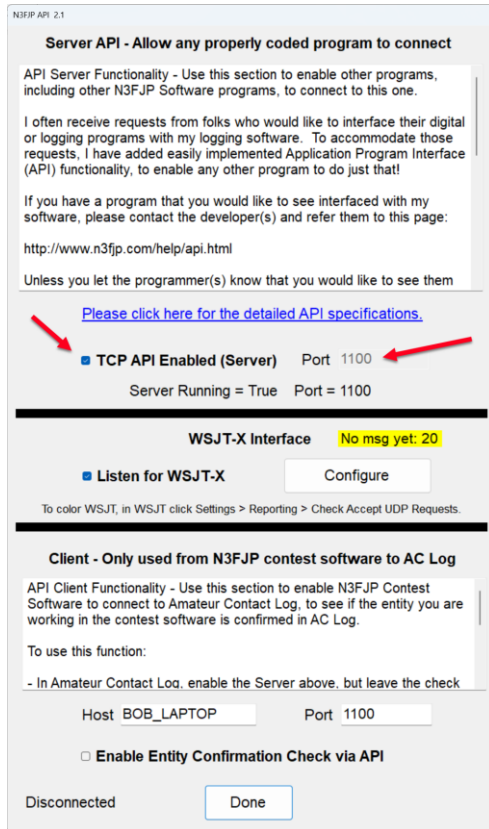 N3FJP API 2.1
Server API - Allow any properly coded program to connect
API Server Functionality - Use this section to enable other programs,
including other N3FJP Software programs, to connect to this one.
I often receive requests from folks who would like to interface their digital
or logging programs with my logging software. To accommodate those
requests, I have added easily implemented Application Program Interface
(API) functionality, to enable any other program to do just that!
If you have a program that you would like to see interfaced with my
software, please contact the developer(s) and refer them to this page:
http://www.n3fjp.com/help/api.html
Unless you let the programmer(s) know that you would like to see them
Please click here for the detailed API specifications.
TCP API Enabled (Server) Port 1100
Server Running = True Port = 1100
WSJT-X Interface No msg yet: 20
Listen for WSJT-X Configure
To color WSJT, in WSJT click Settings > Reporting > Check Accept UDP Requests.
Client - Only used from N3FJP contest software to AC Log
API Client Functionality - Use this section to enable N3FJP Contest
Software to connect to Amateur Contact Log, to see if the entity you are
working in the contest software is confirmed in AC Log.
To use this function:
- In Amateur Contact Log, enable the Server above, but leave the check
Host BOB_LAPTOP Port 1100
Enable Entity Confirmation Check via API
Disconnected Done